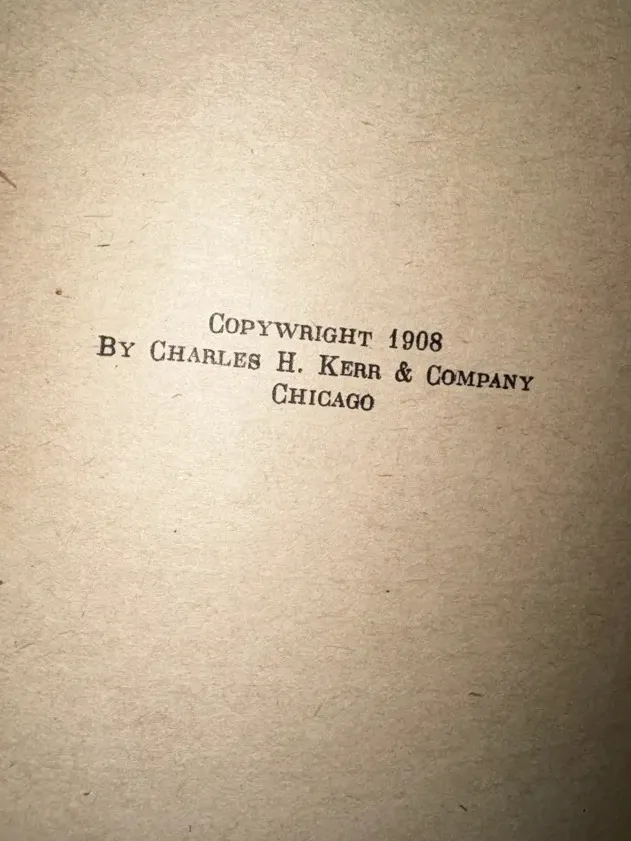 COPYWRIGHT 1908
BY CHARLES H. KERR & COMPANY
CHICAGO